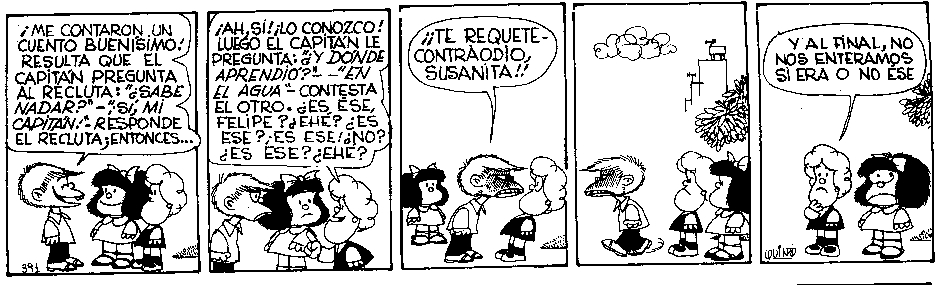 ¡ME CONTARON UN
CUENTO BUENÍSIMO!
RESULTA QUE EL
CAPITÁN PREGUNTA
AL RECLUTA: "¿SABE
NADAR?"-"SÍ, MI
CAPITÁN."- RESPONDE
EL RECLUTA; ENTONCES...
391
¡AH, SÍ! ¡LO CONOZCO!
LUEGO EL CAPITÁN LE
PREGUNTA: "¿Y DÓNDE
APRENDIÓ?"- -"EN
EL AGUA"- CONTESTA
EL OTRO. ¿ES ÉSE,
FELIPE? ¿EHE? ¿ES
ESE? ¿ES ESE! ¿NO?
¿ES ÉSE? ¿EHE?
¡¡TE REQUETE-
CONTRAODIO,
SUSANITA!!
Y AL FINAL, NO
NOS ENTERAMOS
SI ERA O NO ÉSE
QUINO